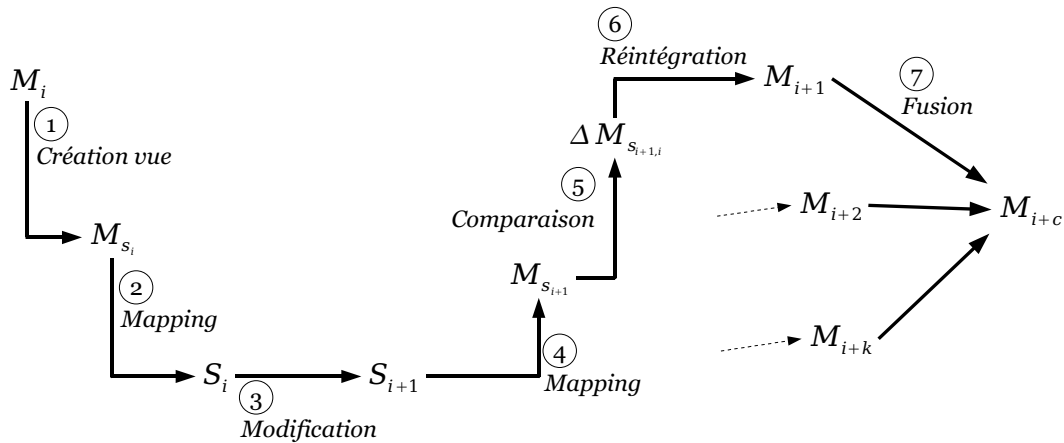 M_i
① 
Création vue
M_{s_i}
②
Mapping
S_i
③
Modification
S_{i+1}
④
Mapping
M_{s_{i+1}}
⑤
Comparaison
Δ M_{s_{i+1,i}}
⑥
Réintégration
M_{i+1}
⑦
Fusion
M_{i+2}
M_{i+k}
M_{i+c}